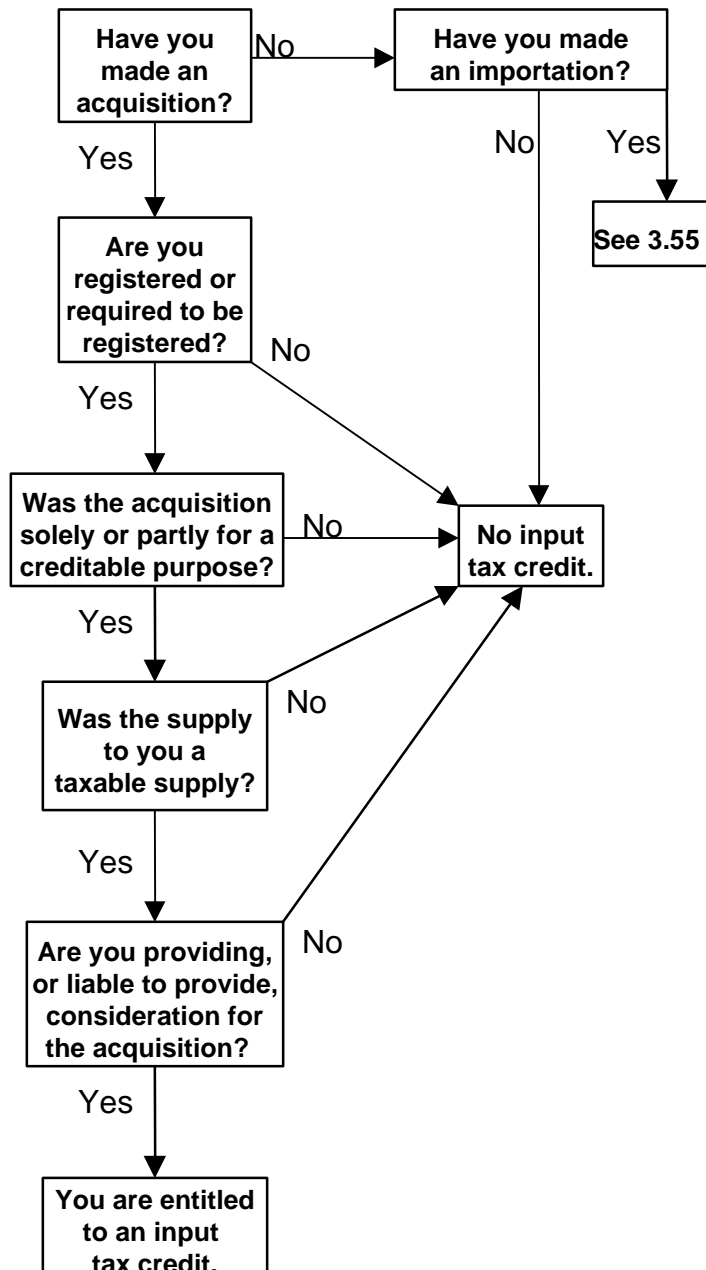 Have you
made an
acquisition?
No
Have you made
an importation?
Yes
No
Yes
See 3.55
Are you
registered or
required to be
registered?
No
Yes
Was the acquisition
solely or partly for a
creditable purpose?
No
No input
tax credit.
Yes
Was the supply
to you a
taxable supply?
No
Yes
Are you providing,
or liable to provide,
consideration for
the acquisition?
No
Yes
You are entitled
to an input
tax credit.